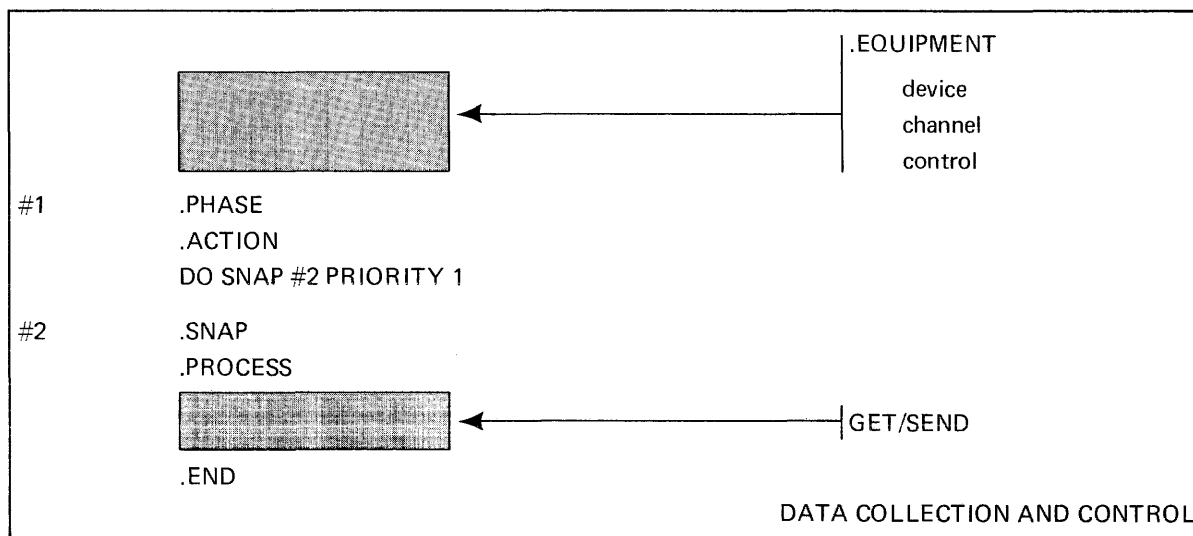 .EQUIPMENT
device
channel
control
#1 .PHASE
.ACTION
DO SNAP #2 PRIORITY 1
#2 .SNAP
.PROCESS
GET/SEND
.END
DATA COLLECTION AND CONTROL